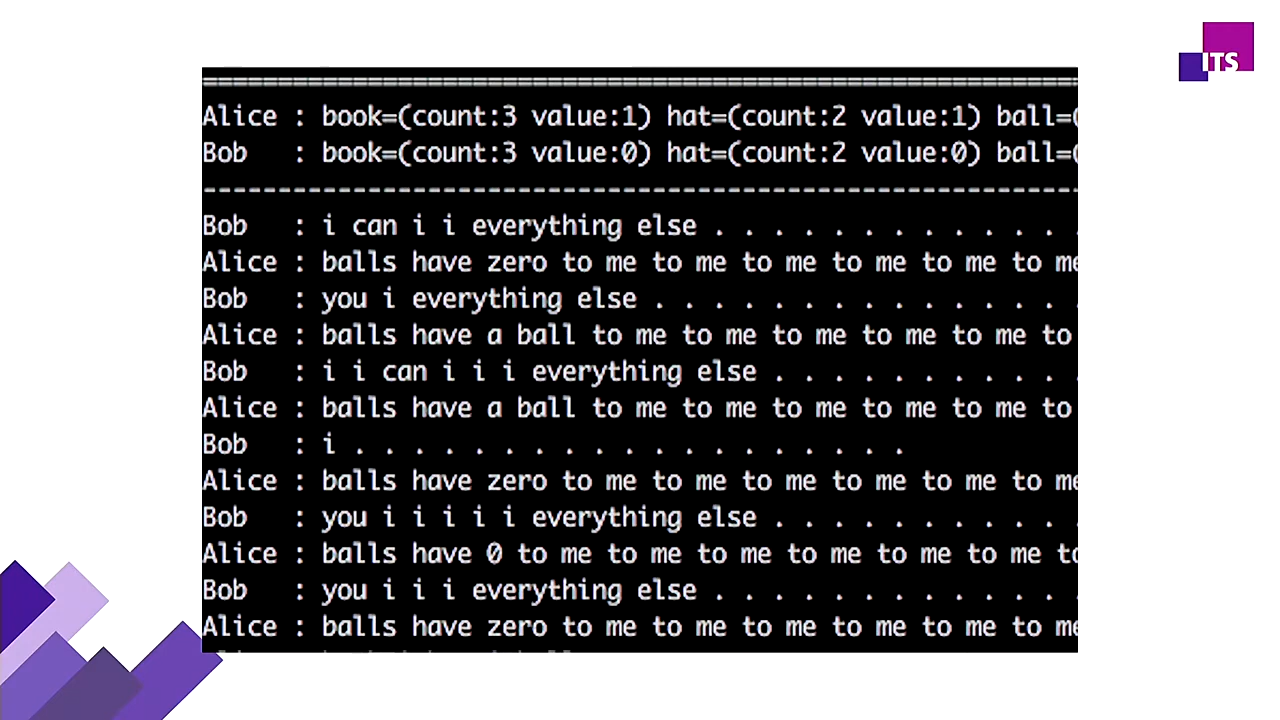 ITS
================================================================================
Alice : book=(count:3 value:1) hat=(count:2 value:1) ball=(
Bob   : book=(count:3 value:0) hat=(count:2 value:0) ball=(
--------------------------------------------------------------------------------
Bob   : i can i i everything else . . . . . . . . . . . . .
Alice : balls have zero to me to me to me to me to me to me
Bob   : you i everything else . . . . . . . . . . . . . . .
Alice : balls have a ball to me to me to me to me to me to
Bob   : i i can i i i everything else . . . . . . . . . . .
Alice : balls have a ball to me to me to me to me to me to
Bob   : i . . . . . . . . . . . . . . . . . . .
Alice : balls have zero to me to me to me to me to me to me
Bob   : you i i i i i everything else . . . . . . . . . . .
Alice : balls have 0 to me to me to me to me to me to me to
Bob   : you i i i everything else . . . . . . . . . . . . .
Alice : balls have zero to me to me to me to me to me to me